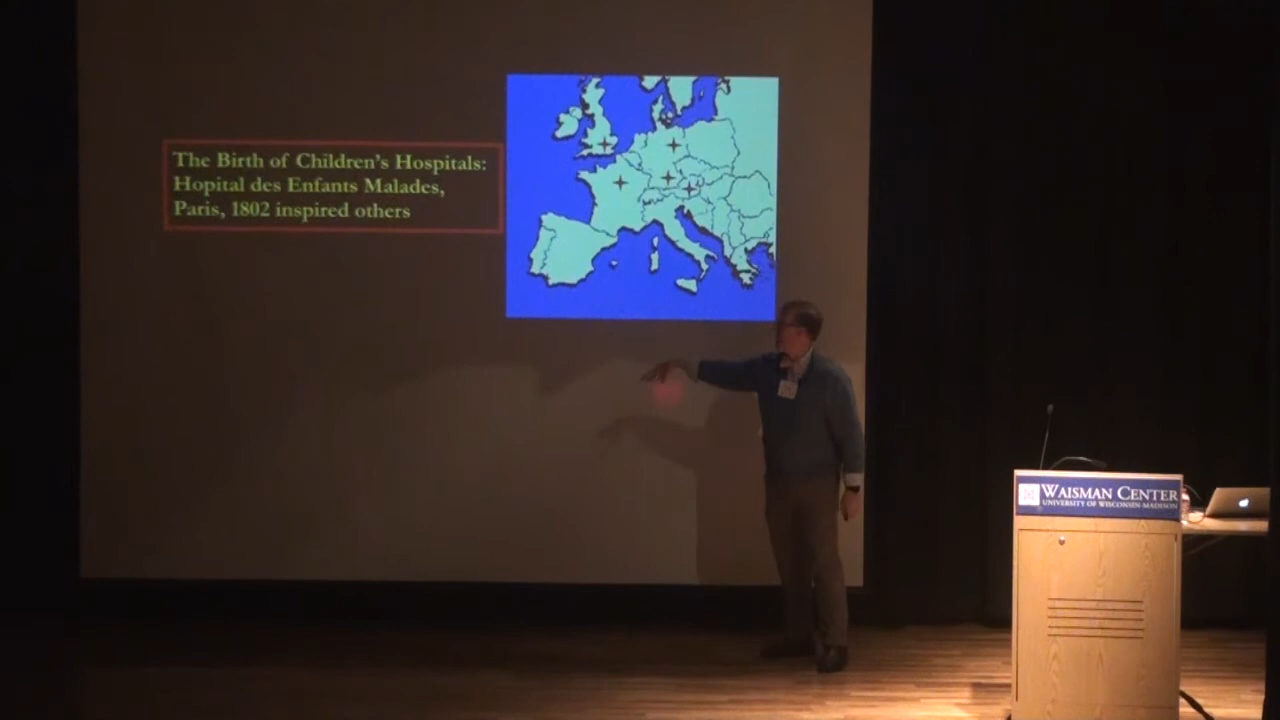 The Birth of Children's Hospitals:
Hopital des Enfants Malades,
Paris, 1802 inspired others
WAISMAN CENTER
UNIVERSITY OF WISCONSIN-MADISON